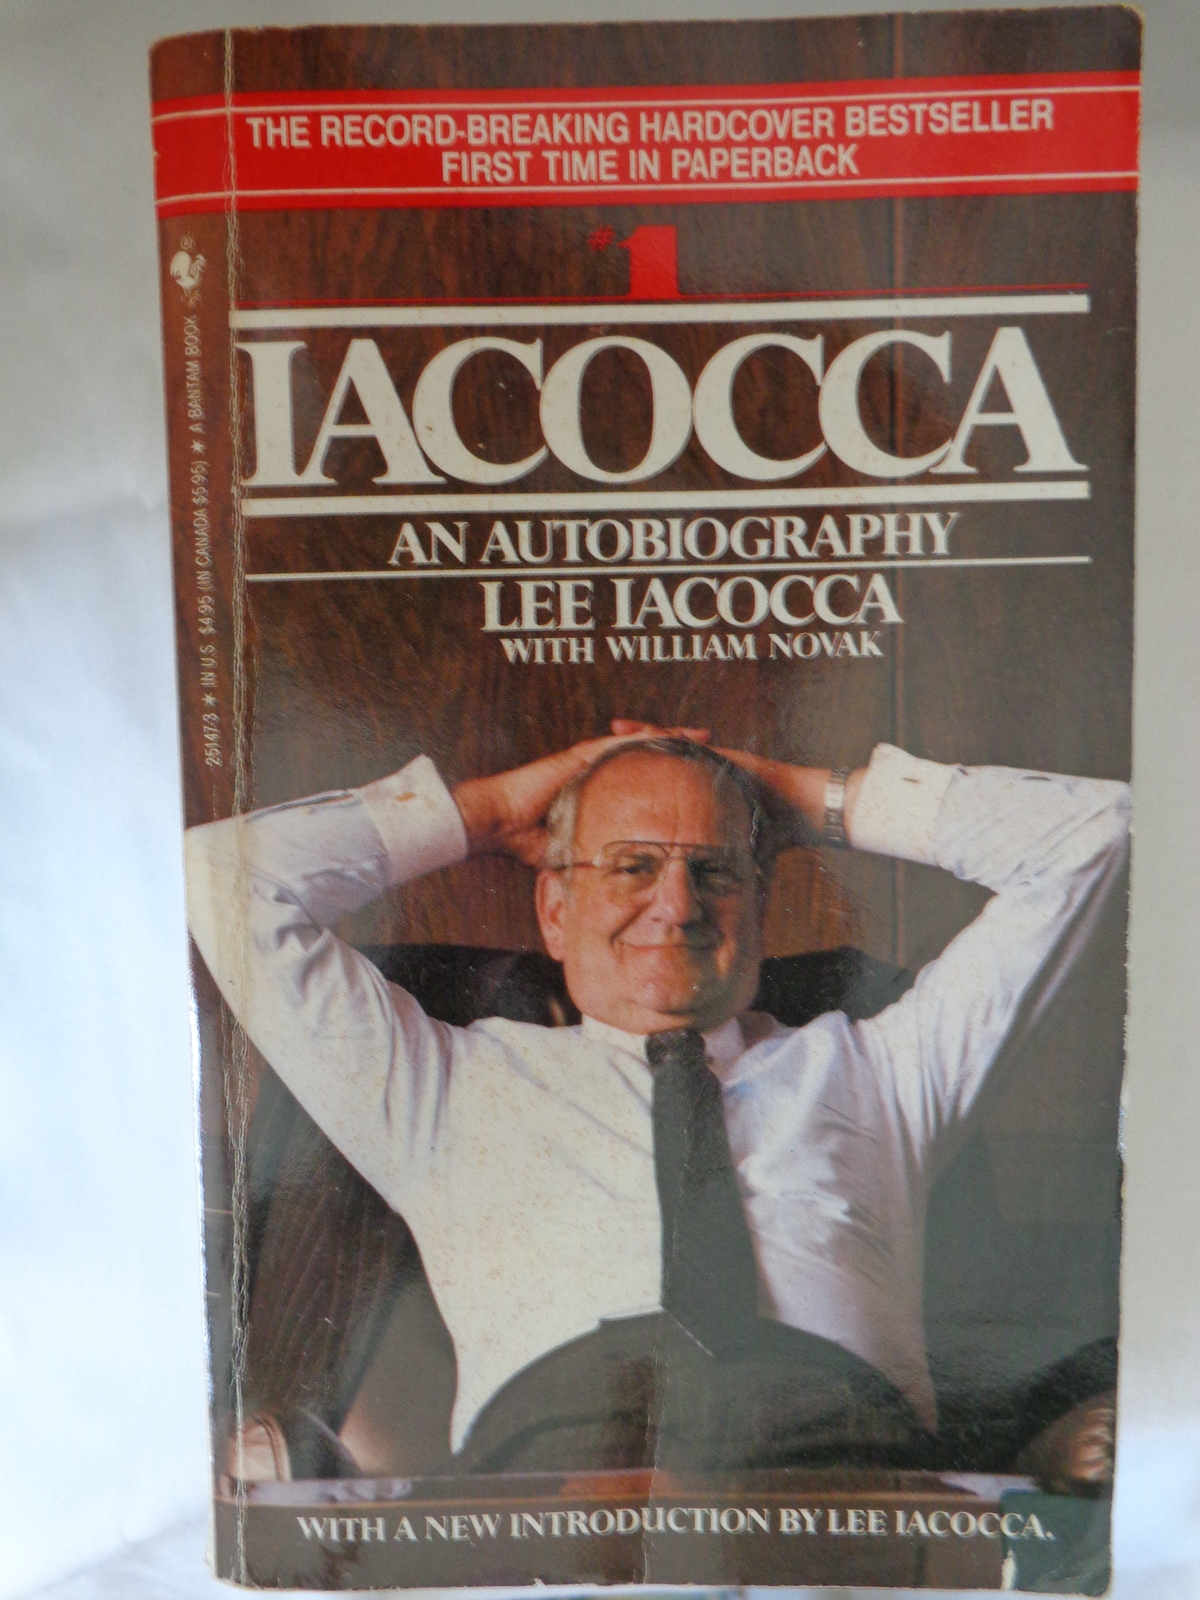 THE RECORD-BREAKING HARDCOVER BESTSELLER
FIRST TIME IN PAPERBACK
#1
IACOCCA
AN AUTOBIOGRAPHY
LEE IACOCCA
WITH WILLIAM NOVAK
WITH A NEW INTRODUCTION BY LEE IACOCCA.
25147-3 ★ IN U.S. $4.95 (IN CANADA $5.95) ★ A BANTAM BOOK